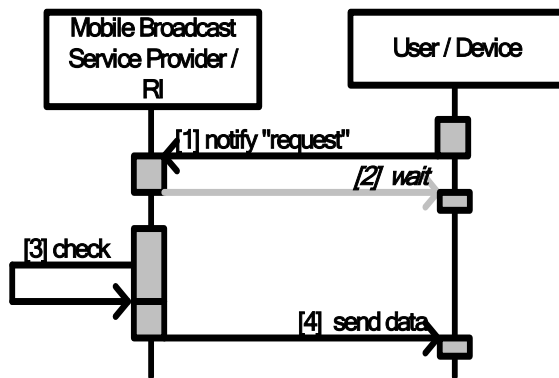 Mobile Broadcast
Service Provider /
RI
User / Device
[1] notify "request"
[2] wait
[3] check
[4] send data